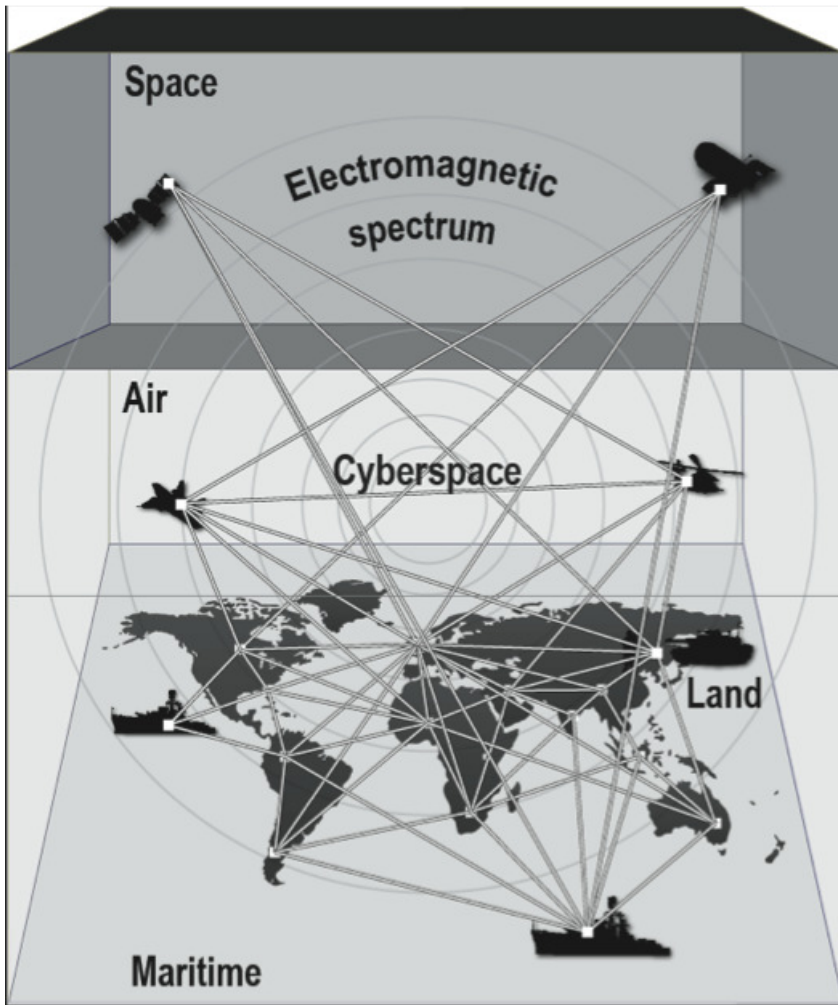 Space
Electromagnetic
spectrum
Air
Cyberspace
Land
Maritime